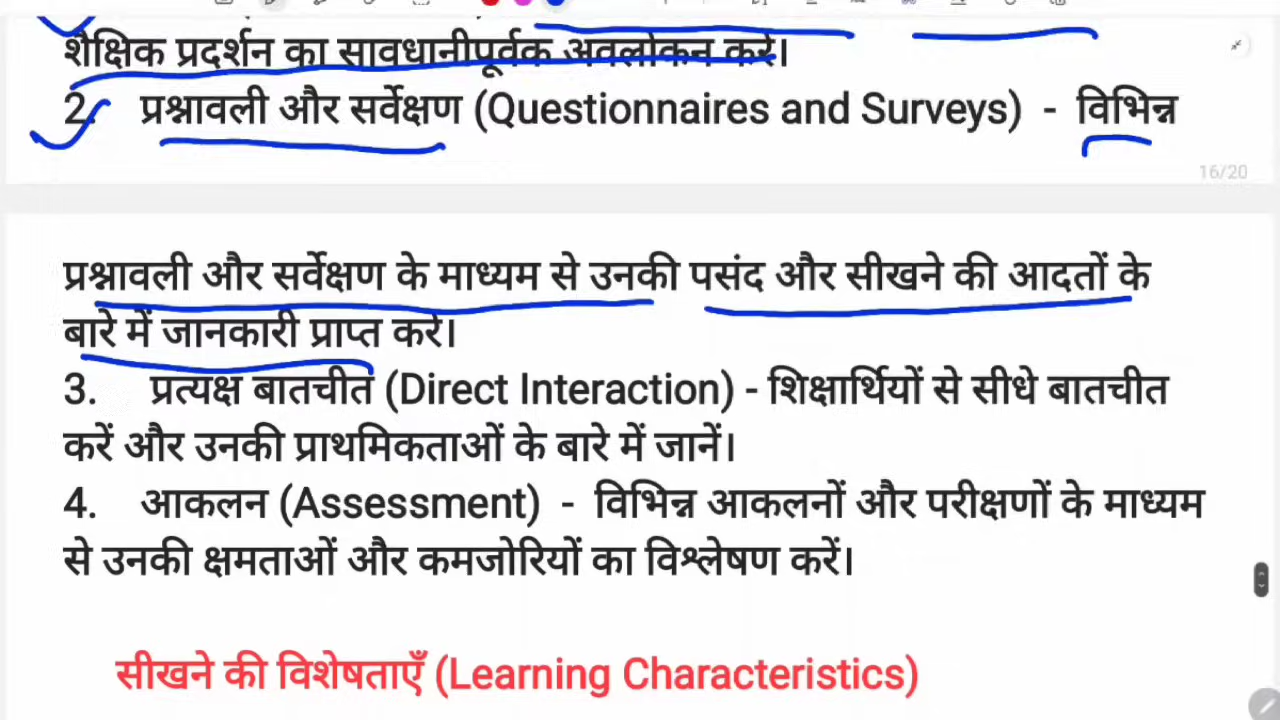 शैक्षिक प्रदर्शन का सावधानीपूर्वक अवलोकन करें।
2. प्रश्नावली और सर्वेक्षण (Questionnaires and Surveys) - विभिन्न
16/20
प्रश्नावली और सर्वेक्षण के माध्यम से उनकी पसंद और सीखने की आदतों के
बारे में जानकारी प्राप्त करें।
3. प्रत्यक्ष बातचीत (Direct Interaction) - शिक्षार्थियों से सीधे बातचीत
करें और उनकी प्राथमिकताओं के बारे में जानें।
4. आकलन (Assessment) - विभिन्न आकलनों और परीक्षणों के माध्यम
से उनकी क्षमताओं और कमजोरियों का विश्लेषण करें।
सीखने की विशेषताएँ (Learning Characteristics)